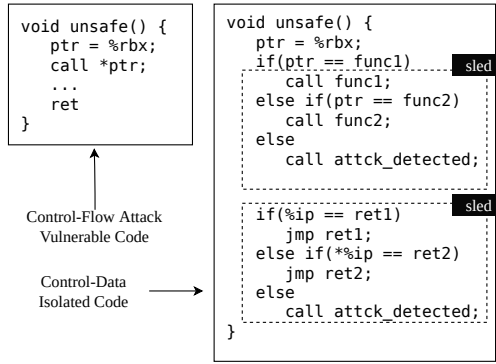 void unsafe() {
ptr = %rbx;
call *ptr;
...
ret
}
Control-Flow Attack
Vulnerable Code
Control-Data
Isolated Code
void unsafe() {
ptr = %rbx;
if(ptr == func1)
sled
call func1;
else if(ptr == func2)
call func2;
else
call attck_detected;
sled
if(%ip == ret1)
jmp ret1;
else if(*%ip == ret2)
jmp ret2;
else
call attck_detected;
}